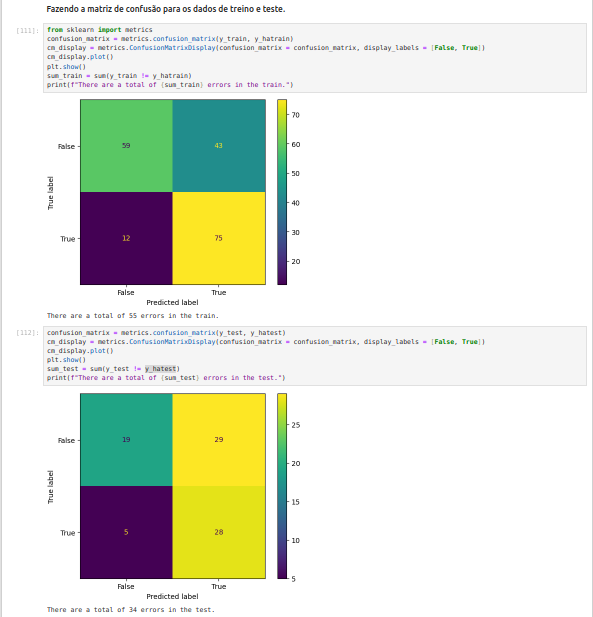 Fazendo a matriz de confusão para os dados de treino e teste.
[111]:
from sklearn import metrics
confusion_matrix = metrics.confusion_matrix(y_train, y_hatrain)
cm_display = metrics.ConfusionMatrixDisplay(confusion_matrix = confusion_matrix, display_labels = [False, True])
cm_display.plot()
plt.show()
sum_train = sum(y_train != y_hatrain)
print(f"There are a total of {sum_train} errors in the train.")
False
59
43
True
12
75
True label
False
True
Predicted label
70
60
50
40
30
20
There are a total of 55 errors in the train.
[112]:
confusion_matrix = metrics.confusion_matrix(y_test, y_hatest)
cm_display = metrics.ConfusionMatrixDisplay(confusion_matrix = confusion_matrix, display_labels = [False, True])
cm_display.plot()
plt.show()
sum_test = sum(y_test != y_hatest)
print(f"There are a total of {sum_test} errors in the test.")
False
19
29
True
5
28
True label
False
True
Predicted label
25
20
15
10
5
There are a total of 34 errors in the test.